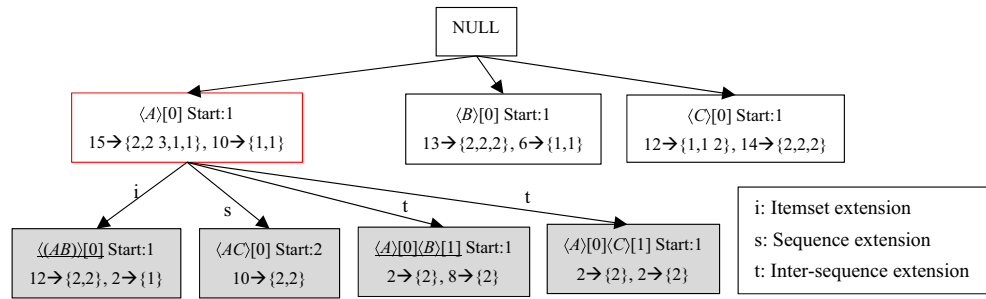 NULL
⟨A⟩[0] Start:1
15→{2,2 3,1,1}, 10→{1,1}
⟨B⟩[0] Start:1
13→{2,2,2}, 6→{1,1}
⟨C⟩[0] Start:1
12→{1,1 2}, 14→{2,2,2}
i
s
t
t
⟨(AB)⟩[0] Start:1
12→{2,2}, 2→{1}
⟨AC⟩[0] Start:2
10→{2,2}
⟨A⟩[0]⟨B⟩[1] Start:1
2→{2}, 8→{2}
⟨A⟩[0]⟨C⟩[1] Start:1
2→{2}, 2→{2}
i: Itemset extension
s: Sequence extension
t: Inter-sequence extension